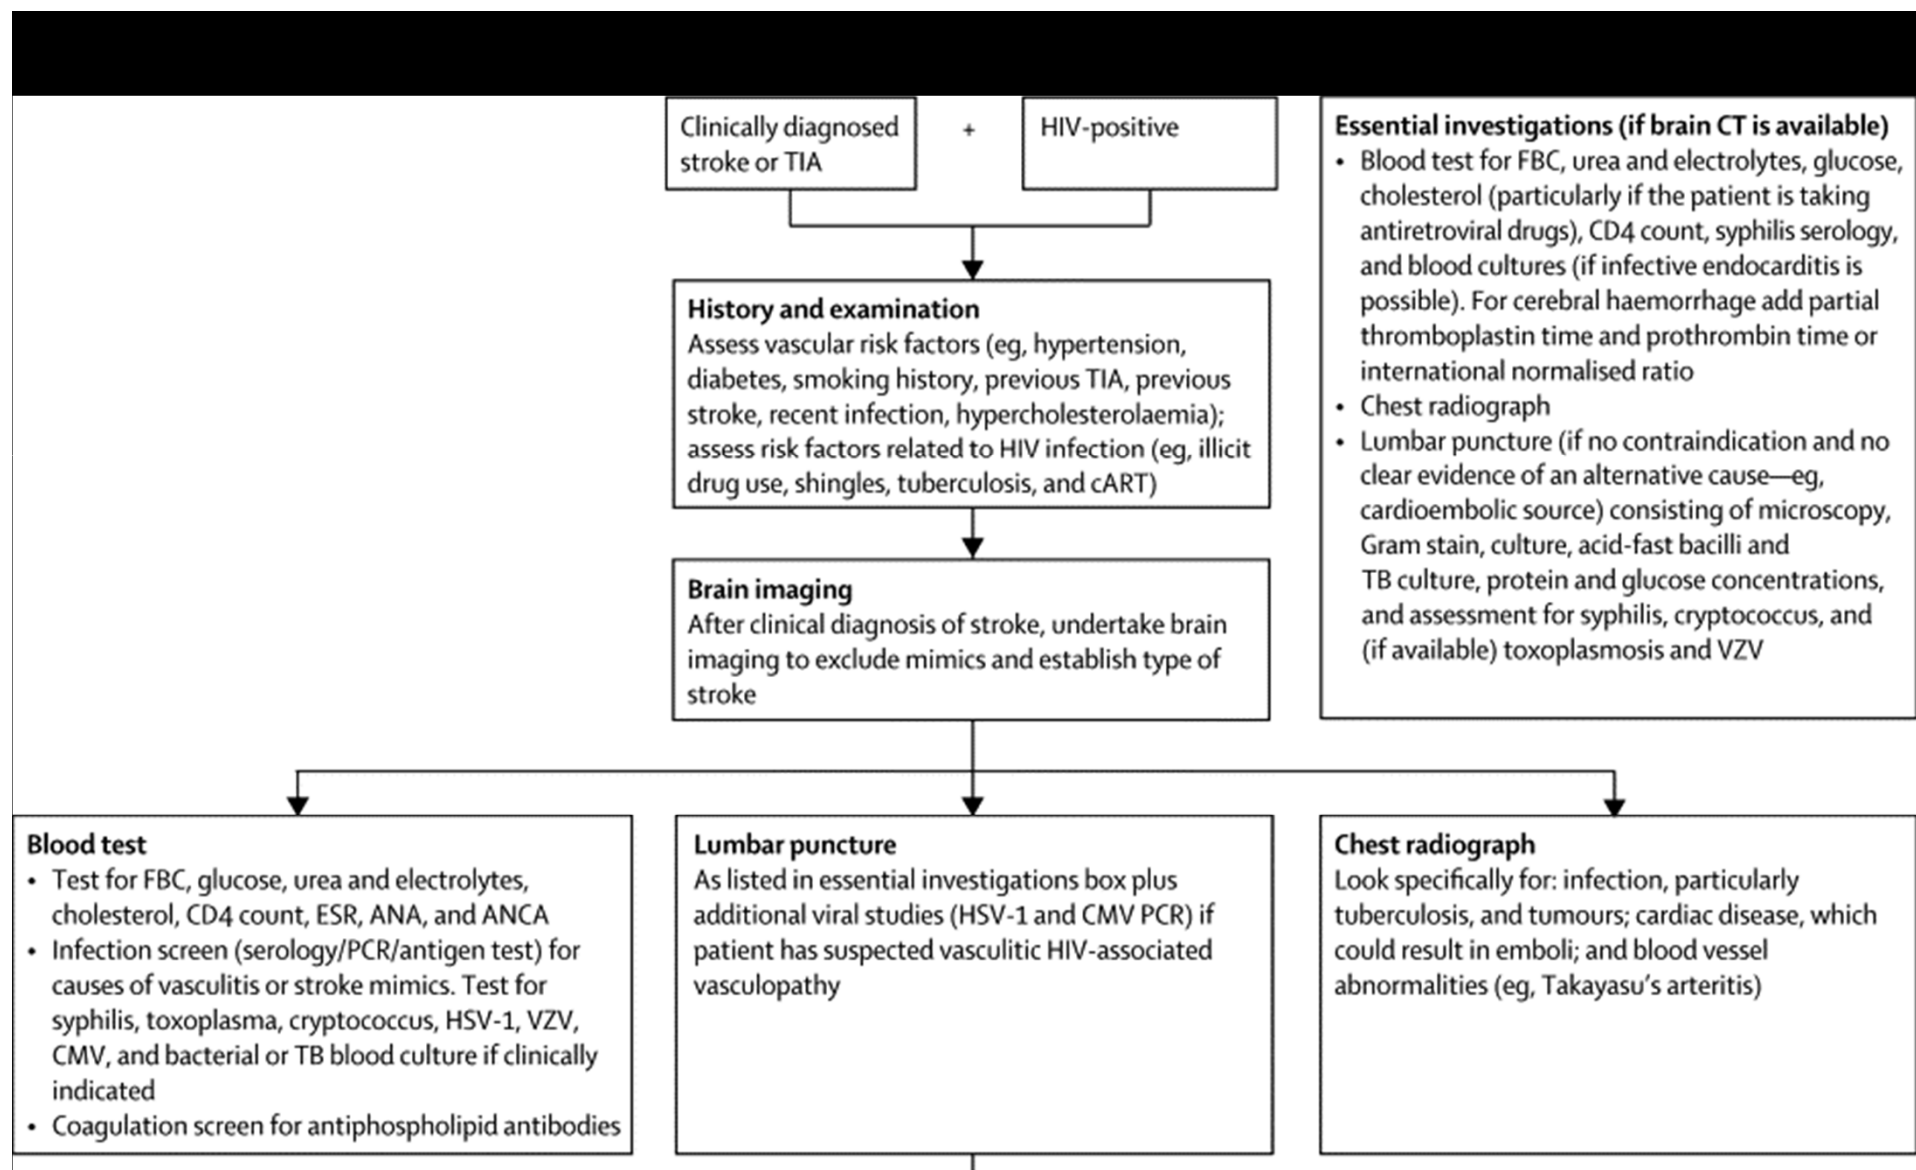 Clinically diagnosed
stroke or TIA
+
HIV-positive
Essential investigations (if brain CT is available)
• Blood test for FBC, urea and electrolytes, glucose,
cholesterol (particularly if the patient is taking
antiretroviral drugs), CD4 count, syphilis serology,
and blood cultures (if infective endocarditis is
possible). For cerebral haemorrhage add partial
thromboplastin time and prothrombin time or
international normalised ratio
• Chest radiograph
• Lumbar puncture (if no contraindication and no
clear evidence of an alternative cause—eg,
cardioembolic source) consisting of microscopy,
Gram stain, culture, acid-fast bacilli and
TB culture, protein and glucose concentrations,
and assessment for syphilis, cryptococcus, and
(if available) toxoplasmosis and VZV
History and examination
Assess vascular risk factors (eg, hypertension,
diabetes, smoking history, previous TIA, previous
stroke, recent infection, hypercholesterolaemia);
assess risk factors related to HIV infection (eg, illicit
drug use, shingles, tuberculosis, and cART)
Brain imaging
After clinical diagnosis of stroke, undertake brain
imaging to exclude mimics and establish type of
stroke
Blood test
• Test for FBC, glucose, urea and electrolytes,
cholesterol, CD4 count, ESR, ANA, and ANCA
• Infection screen (serology/PCR/antigen test) for
causes of vasculitis or stroke mimics. Test for
syphilis, toxoplasma, cryptococcus, HSV-1, VZV,
CMV, and bacterial or TB blood culture if clinically
indicated
• Coagulation screen for antiphospholipid antibodies
Lumbar puncture
As listed in essential investigations box plus
additional viral studies (HSV-1 and CMV PCR) if
patient has suspected vasculitic HIV-associated
vasculopathy
Chest radiograph
Look specifically for: infection, particularly
tuberculosis, and tumours; cardiac disease, which
could result in emboli; and blood vessel
abnormalities (eg, Takayasu's arteritis)